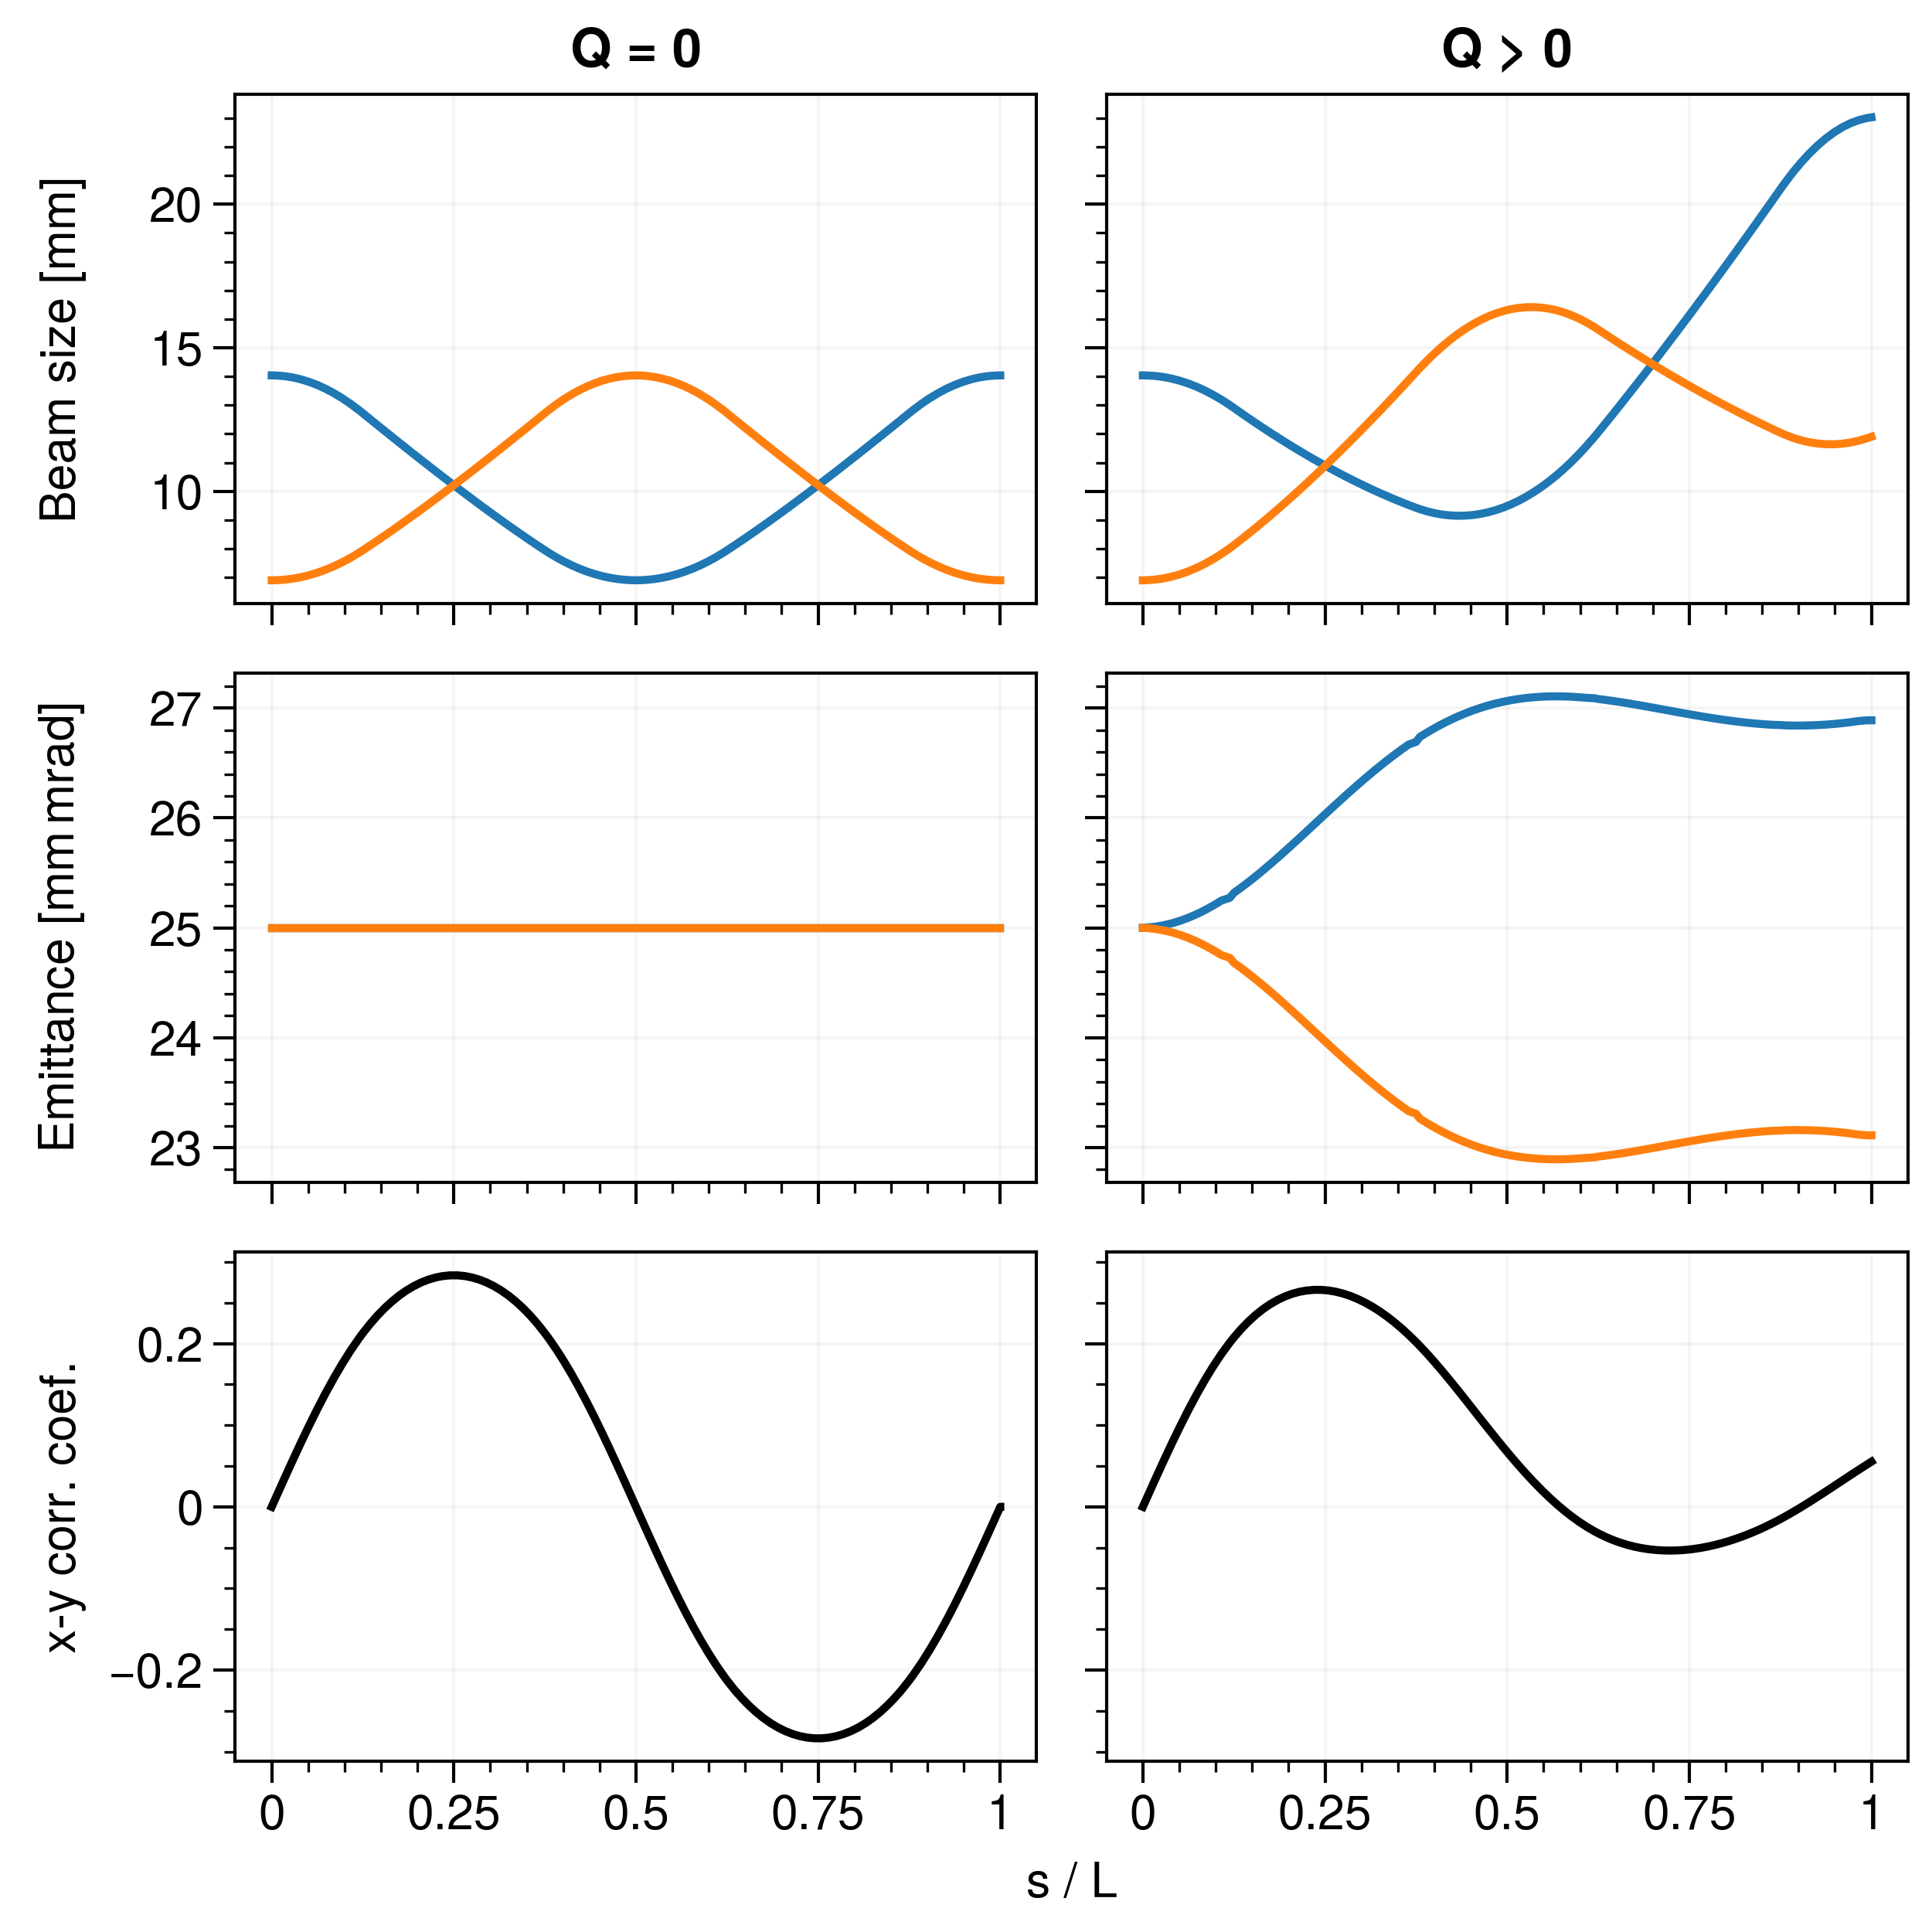 Q = 0
Q > 0
Beam size [mm]
20
15
10
Emittance [mm mrad]
27
26
25
24
23
x-y corr. coef.
0.2
0
−0.2
0 0.25 0.5 0.75 1
0 0.25 0.5 0.75 1
s / L